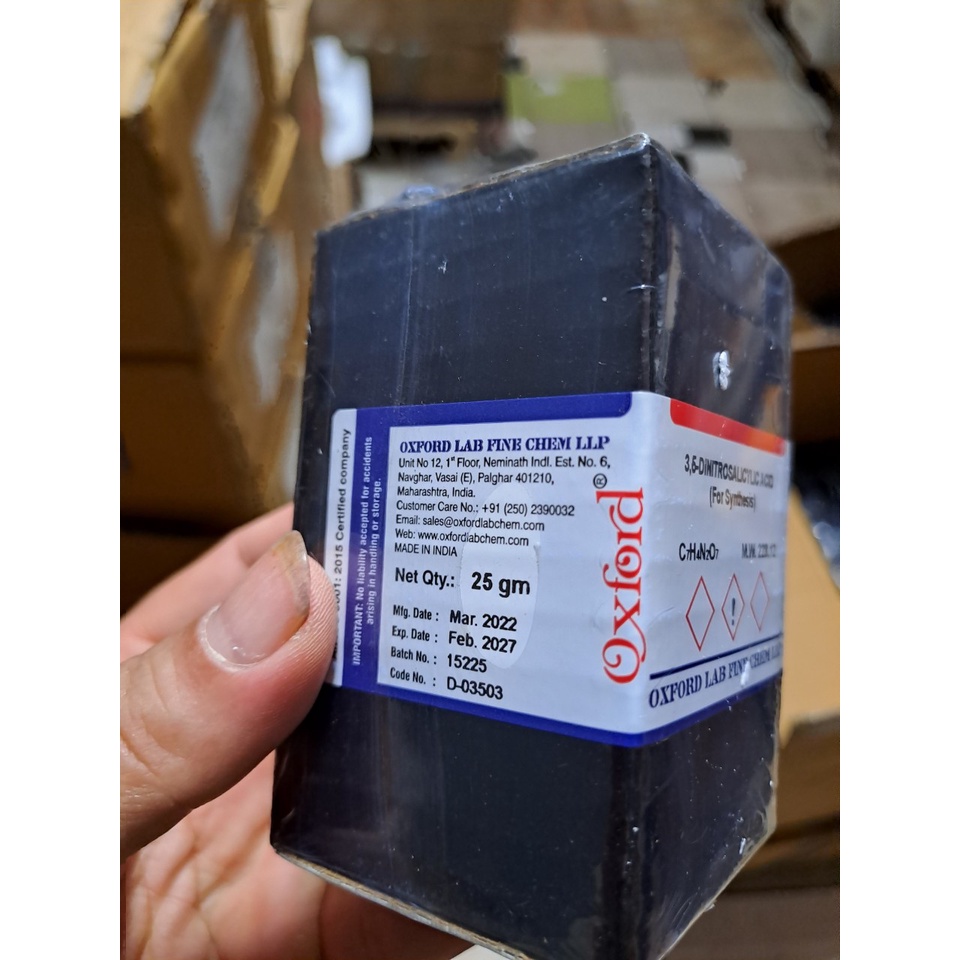 001: 2015 Certified company
IMPORTANT: No liability accepted for accidents
arising in handling or storage.
OXFORD LAB FINE CHEM LLP
Unit No 12, 1st Floor, Neminath Indl. Est. No. 6,
Navghar, Vasai (E), Palghar 401210,
Maharashtra, India.
Customer Care No.: +91 (250) 2390032
Email: sales@oxfordlabchem.com
Web: www.oxfordlabchem.com
MADE IN INDIA
Net Qty.: 25 gm
Mfg. Date : Mar. 2022
Exp. Date : Feb. 2027
Batch No. : 15225
Code No. : D-03503
Oxford®
3,5-DINITROSALICYLIC ACID
(For Synthesis)
C7H4N2O7 M.W. 228.12
OXFORD LAB FINE CHEM LLP